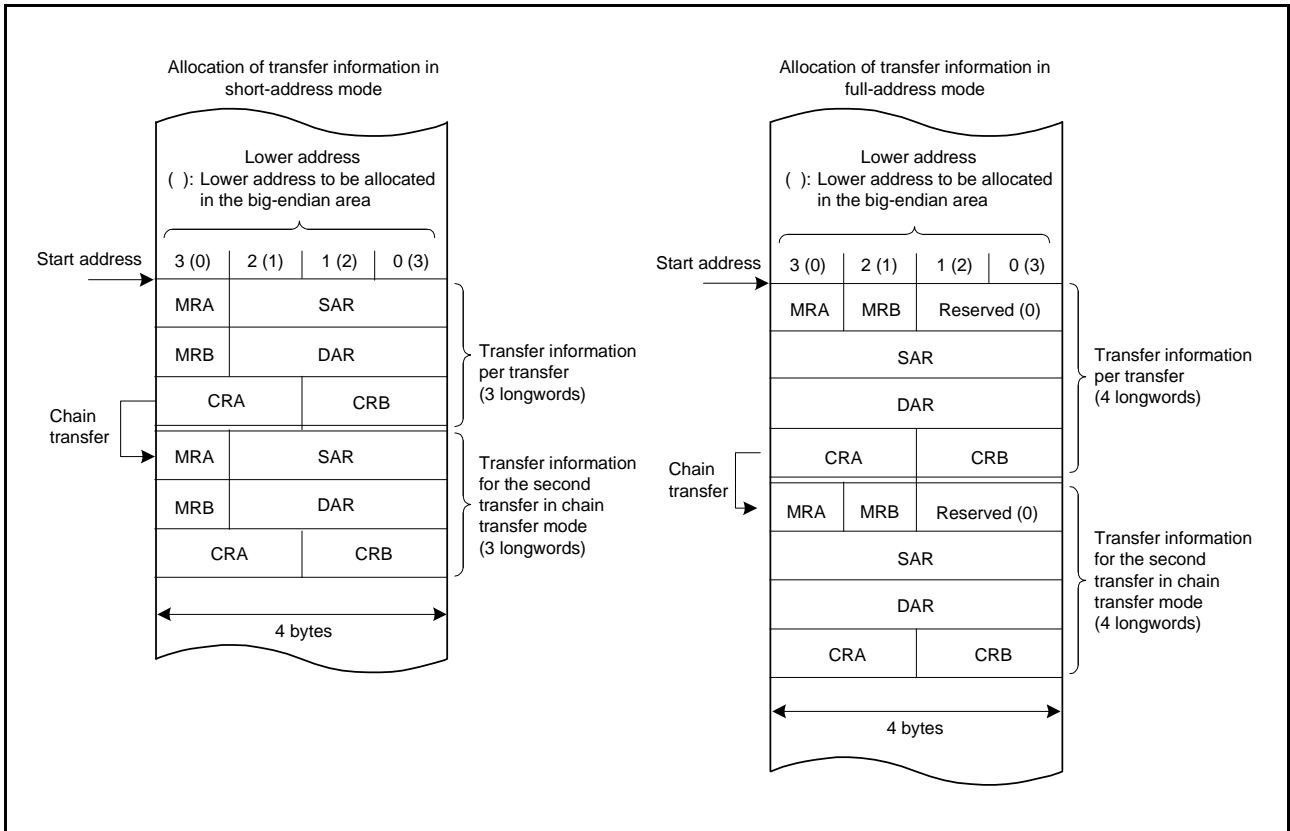 Allocation of transfer information in
short-address mode
Lower address
( ): Lower address to be allocated
in the big-endian area
Start address
3 (0) 2 (1) 1 (2) 0 (3)
MRA SAR
MRB DAR
CRA CRB
Transfer information
per transfer
(3 longwords)
Chain
transfer
MRA SAR
MRB DAR
CRA CRB
Transfer information
for the second
transfer in chain
transfer mode
(3 longwords)
4 bytes
Allocation of transfer information in
full-address mode
Lower address
( ): Lower address to be allocated
in the big-endian area
Start address
3 (0) 2 (1) 1 (2) 0 (3)
MRA MRB Reserved (0)
SAR
DAR
CRA CRB
Transfer information
per transfer
(4 longwords)
Chain
transfer
MRA MRB Reserved (0)
SAR
DAR
CRA CRB
Transfer information
for the second
transfer in chain
transfer mode
(4 longwords)
4 bytes